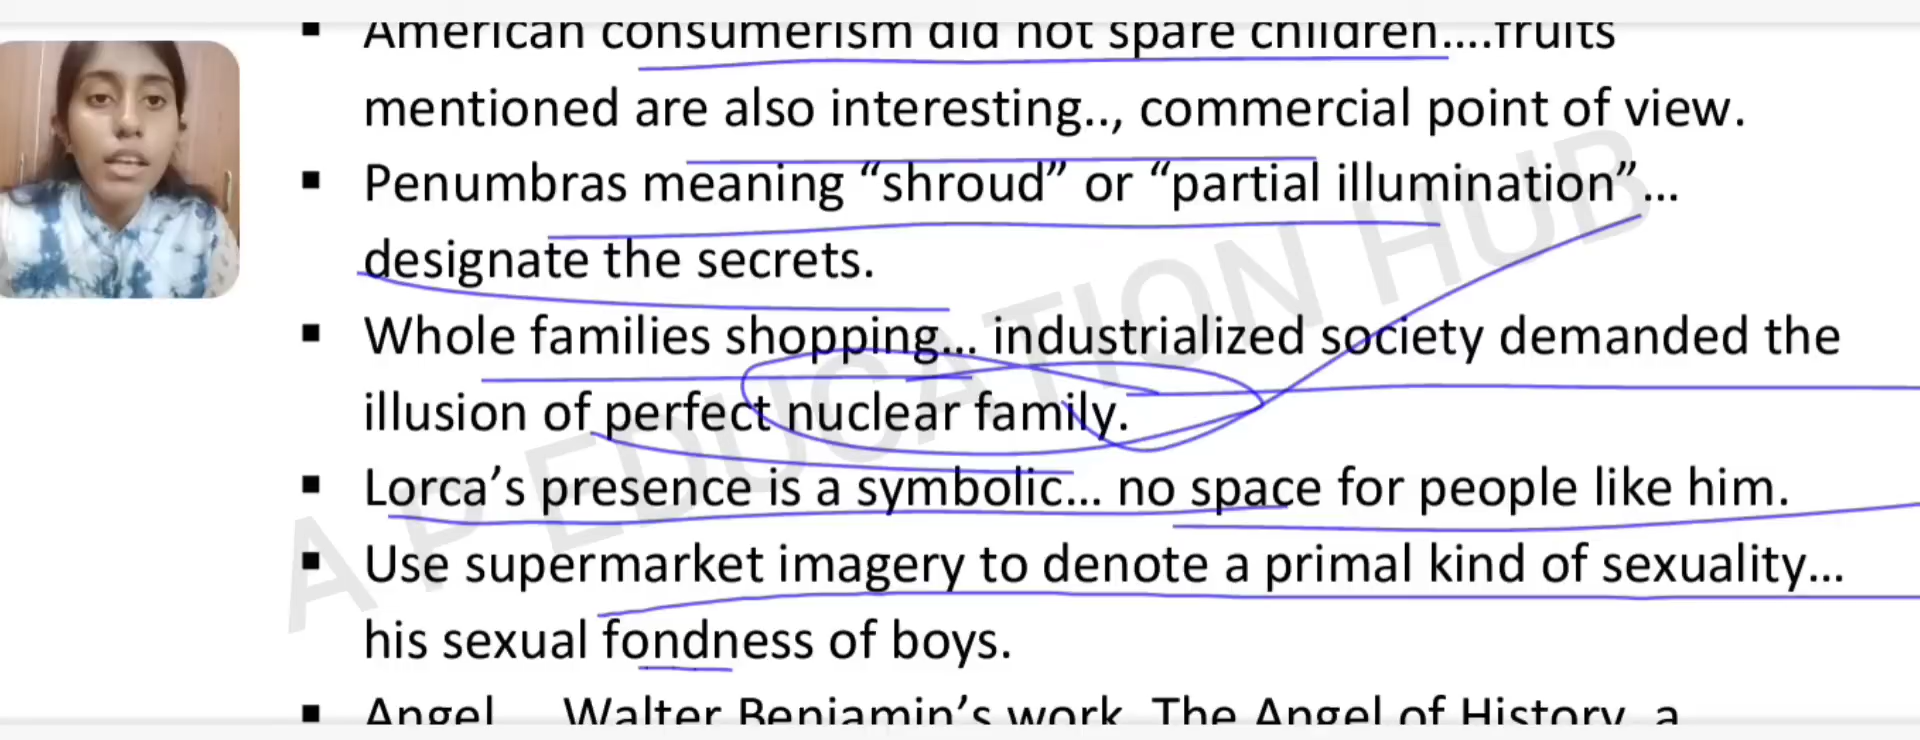 ▪ American consumerism did not spare children....fruits
mentioned are also interesting.., commercial point of view.
▪ Penumbras meaning “shroud” or “partial illumination”...
designate the secrets.
▪ Whole families shopping... industrialized society demanded the
illusion of perfect nuclear family.
▪ Lorca’s presence is a symbolic... no space for people like him.
▪ Use supermarket imagery to denote a primal kind of sexuality...
his sexual fondness of boys.
▪ Angel Walter Benjamin’s work, The Angel of History, a
A P EDUCATION HUB